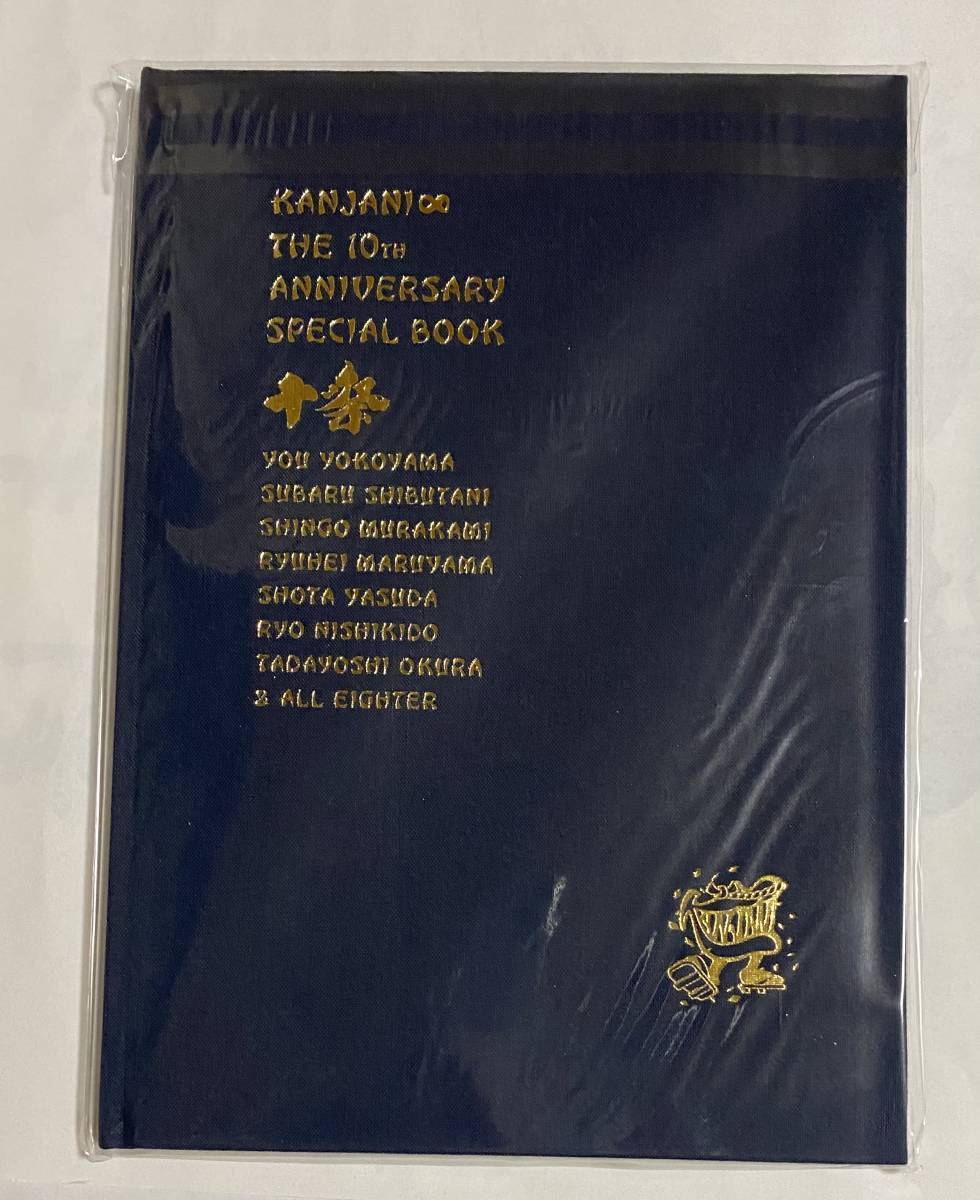 KANJANI∞
THE 10TH
ANNIVERSARY
SPECIAL BOOK
十祭
YOU YOKOYAMA
SUBARU SHIBUTANI
SHINGO MURAKAMI
RYUHEI MARUYAMA
SHOTA YASUDA
RYO NISHIKIDO
TADAYOSHI OKURA
& ALL EIGHTER